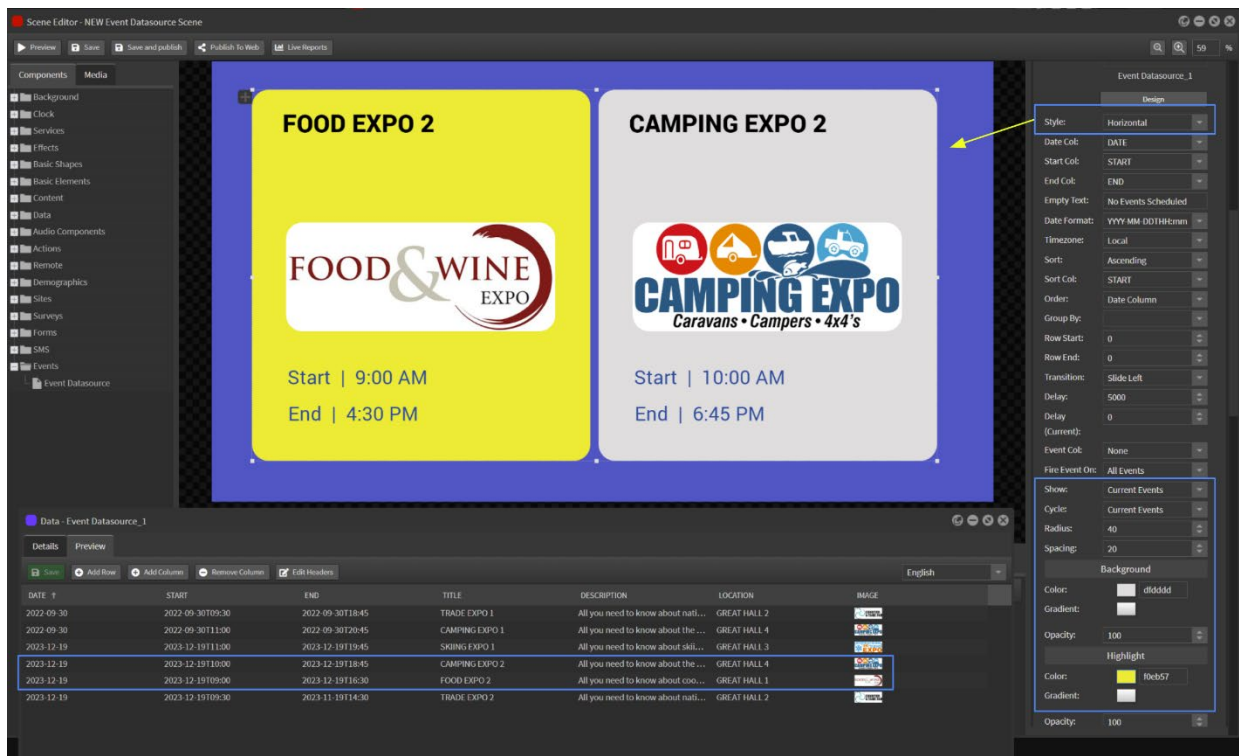 Scene Editor - NEW Event Datasource Scene
Preview Save Save and publish Publish To Web Live Reports 59 %
Components Media
Background
Clock
Services
Effects
Basic Shapes
Basic Elements
Content
Data
Audio Components
Actions
Remote
Demographics
Sites
Surveys
Forms
SMS
Events
Event Datasource
FOOD EXPO 2
FOOD & WINE
EXPO
Start | 9:00 AM
End | 4:30 PM
CAMPING EXPO 2
CAMPING EXPO
Caravans • Campers • 4x4's
Start | 10:00 AM
End | 6:45 PM
Event Datasource_1
Design
Style: Horizontal
Date Col: DATE
Start Col: START
End Col: END
Empty Text: No Events Scheduled
Date Format: YYYY-MM-DDTHH:mm
Timezone: Local
Sort: Ascending
Sort Col: START
Order: Date Column
Group By:
Row Start: 0
Row End: 0
Transition: Slide Left
Delay: 5000
Delay (Current): 0
Event Col: None
Fire Event On: All Events
Show: Current Events
Cycle: Current Events
Radius: 40
Spacing: 20
Background
Color: dfdddd
Gradient:
Opacity: 100
Highlight
Color: f0eb57
Gradient:
Opacity: 100
Data - Event Datasource_1
Details Preview
Save Add Row Add Column Remove Column Edit Headers English
DATE ↑ START END TITLE DESCRIPTION LOCATION IMAGE
2022-09-30 2022-09-30T09:30 2022-09-30T18:45 TRADE EXPO 1 All you need to know about nati... GREAT HALL 2
2022-09-30 2022-09-30T11:00 2022-09-30T20:45 CAMPING EXPO 1 All you need to know about the ... GREAT HALL 4
2023-12-19 2023-12-19T11:00 2023-12-19T19:45 SKIING EXPO 1 All you need to know about skii... GREAT HALL 3
2023-12-19 2023-12-19T10:00 2023-12-19T18:45 CAMPING EXPO 2 All you need to know about the ... GREAT HALL 4
2023-12-19 2023-12-19T09:00 2023-12-19T16:30 FOOD EXPO 2 All you need to know about coo... GREAT HALL 1
2023-12-19 2023-12-19T09:30 2023-11-19T14:30 TRADE EXPO 2 All you need to know about nati... GREAT HALL 2